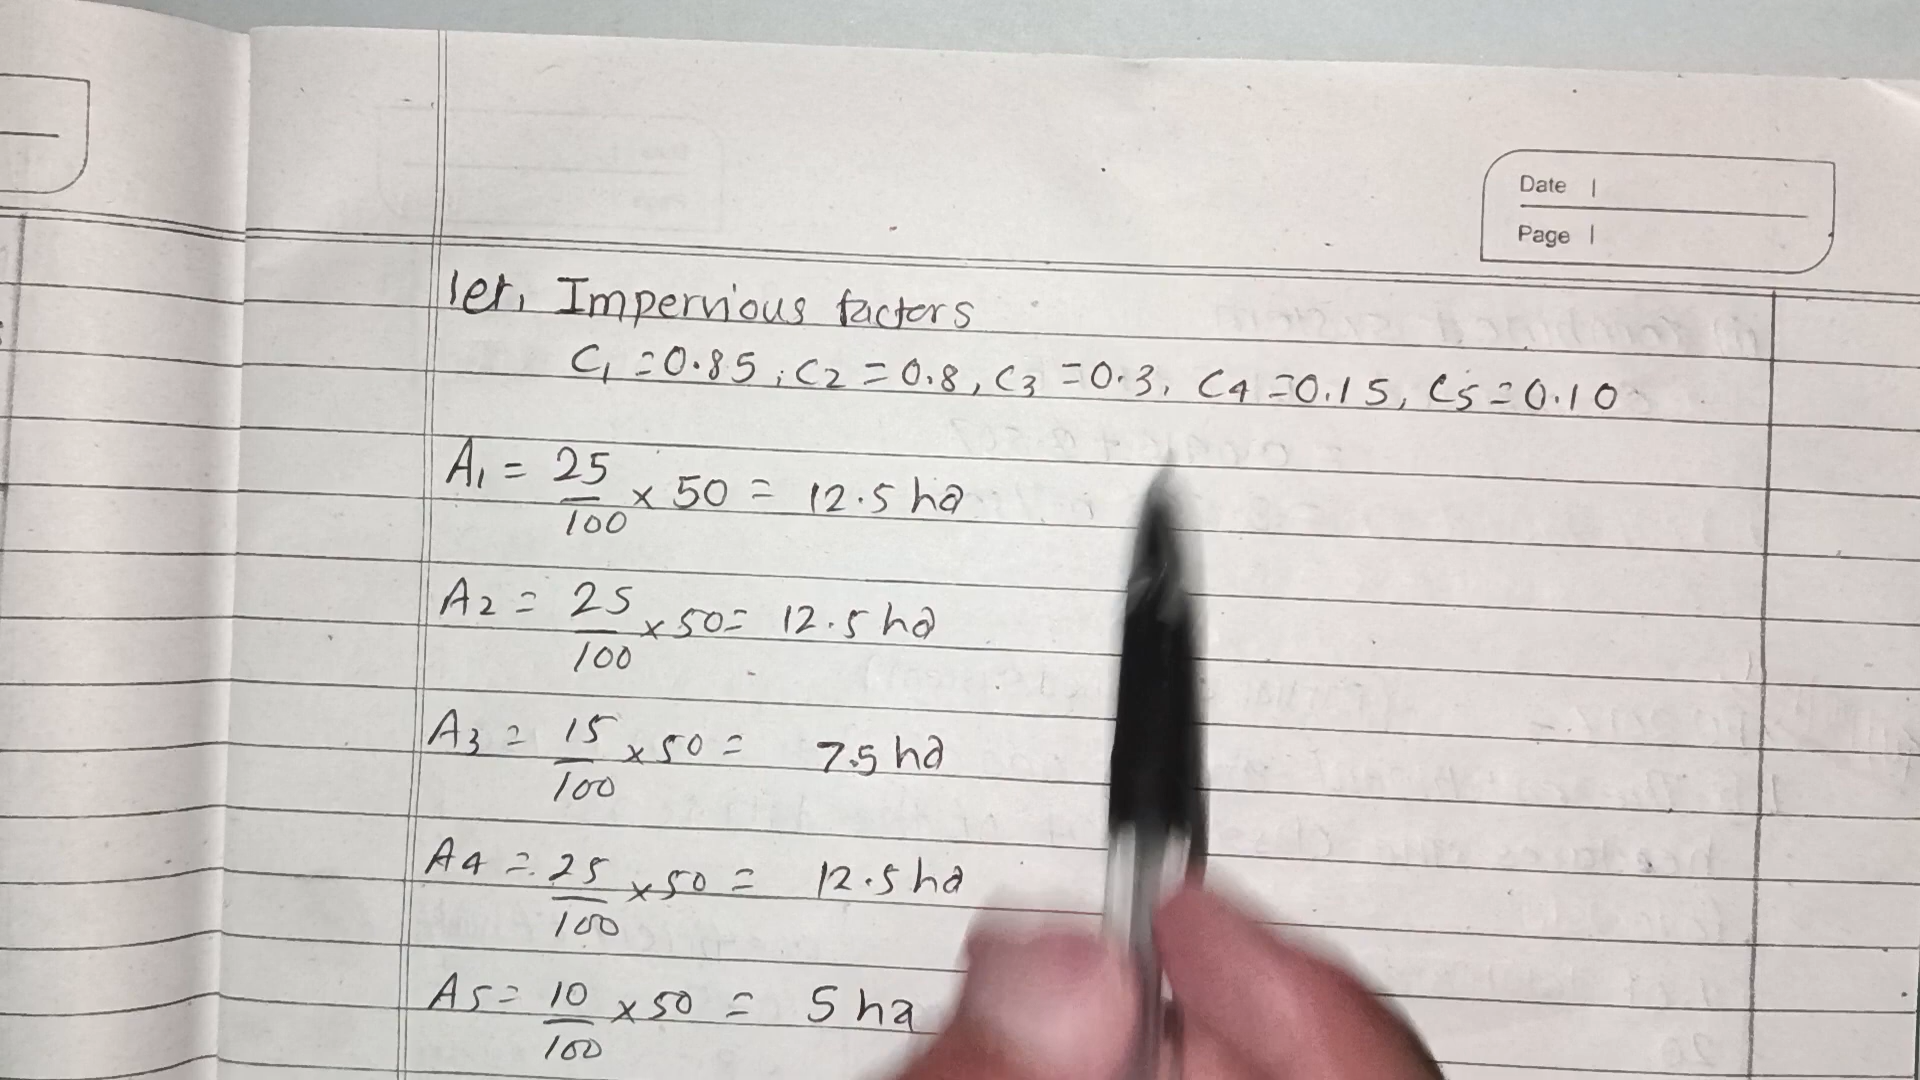 Date
Page
let, Impervious factors
C1 = 0.85, C2 = 0.8, C3 = 0.3, C4 = 0.15, C5 = 0.10
A1 = 25/100 × 50 = 12.5 ha
A2 = 25/100 × 50 = 12.5 ha
A3 = 15/100 × 50 = 7.5 ha
A4 = 25/100 × 50 = 12.5 ha
A5 = 10/100 × 50 = 5 ha